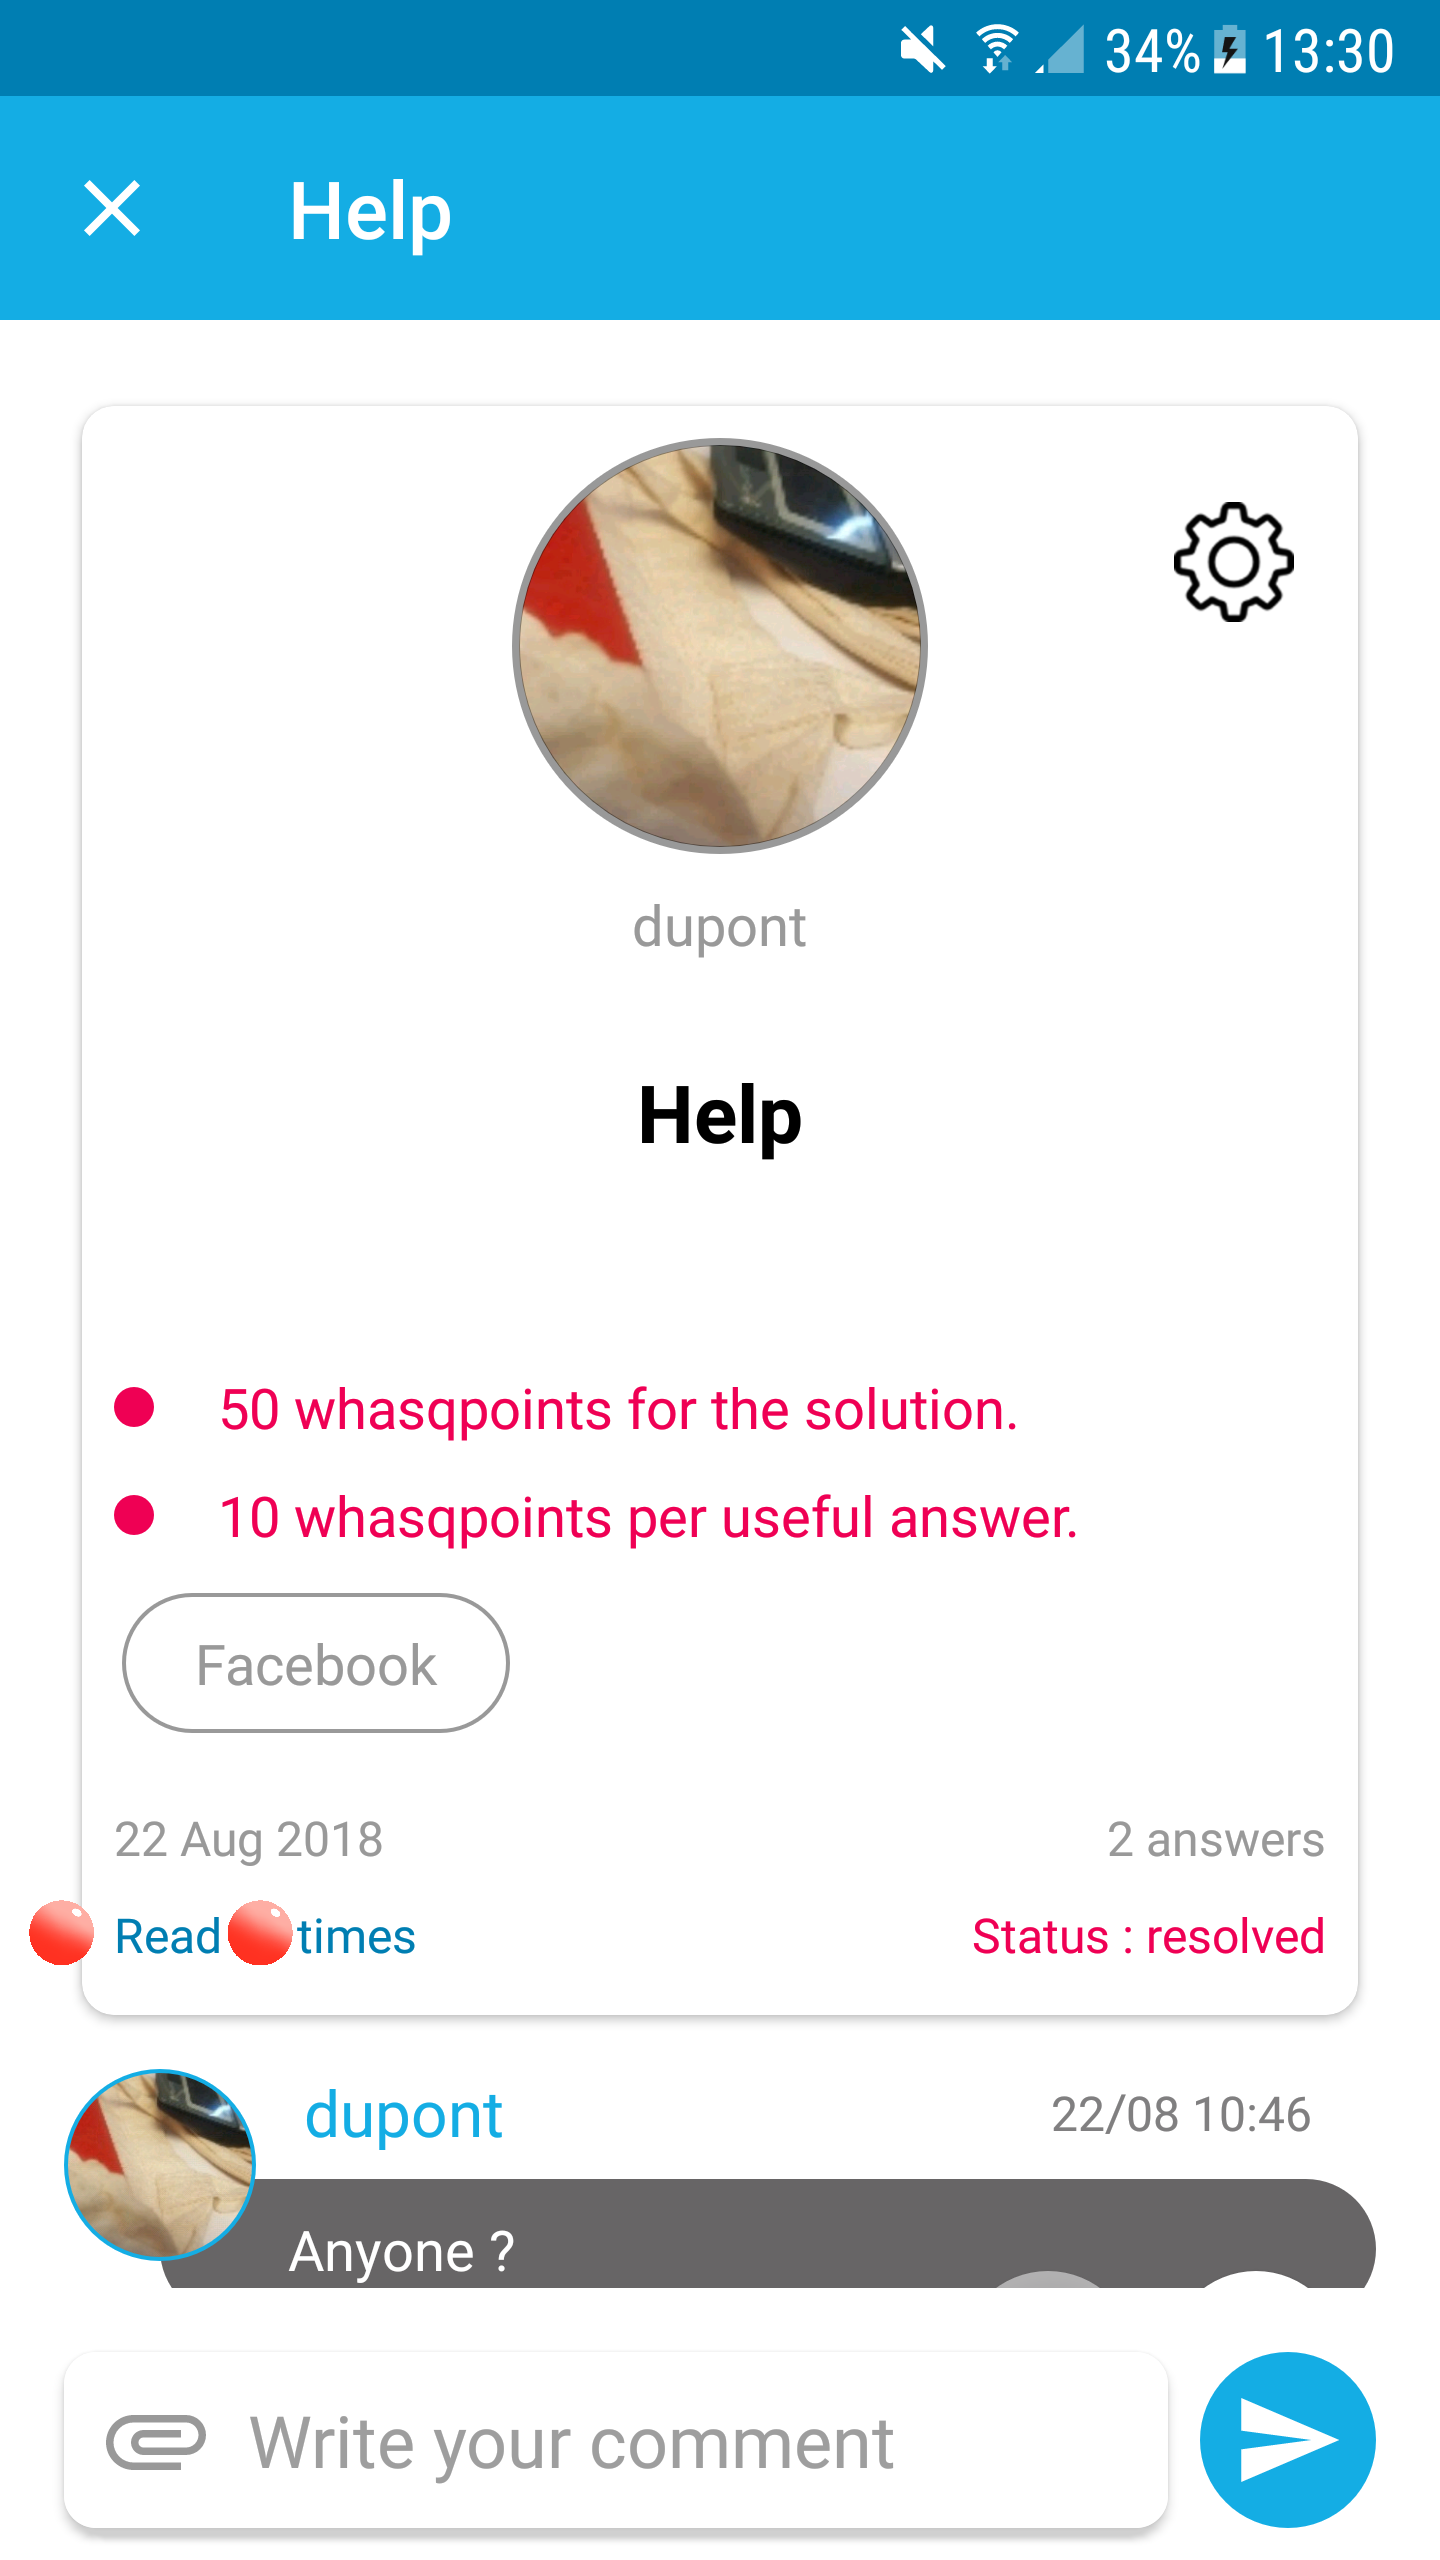 34% 13:30
Help
dupont
Help
50 whasqpoints for the solution.
10 whasqpoints per useful answer.
Facebook
22 Aug 2018 2 answers
Read times Status : resolved
dupont 22/08 10:46
Anyone ?
Write your comment